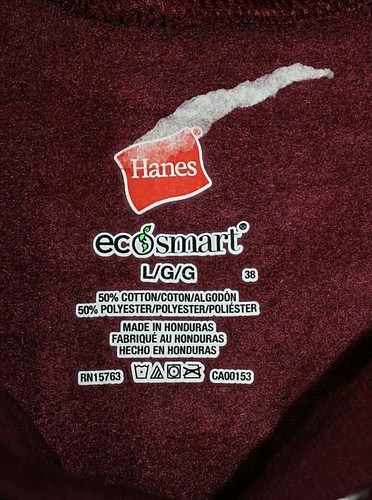 Hanes®
ecosmart®
L/G/G 38
50% COTTON/COTON/ALGODÓN
50% POLYESTER/POLYESTER/POLIÉSTER
MADE IN HONDURAS
FABRIQUÉ AU HONDURAS
HECHO EN HONDURAS
RN15763 CA00153